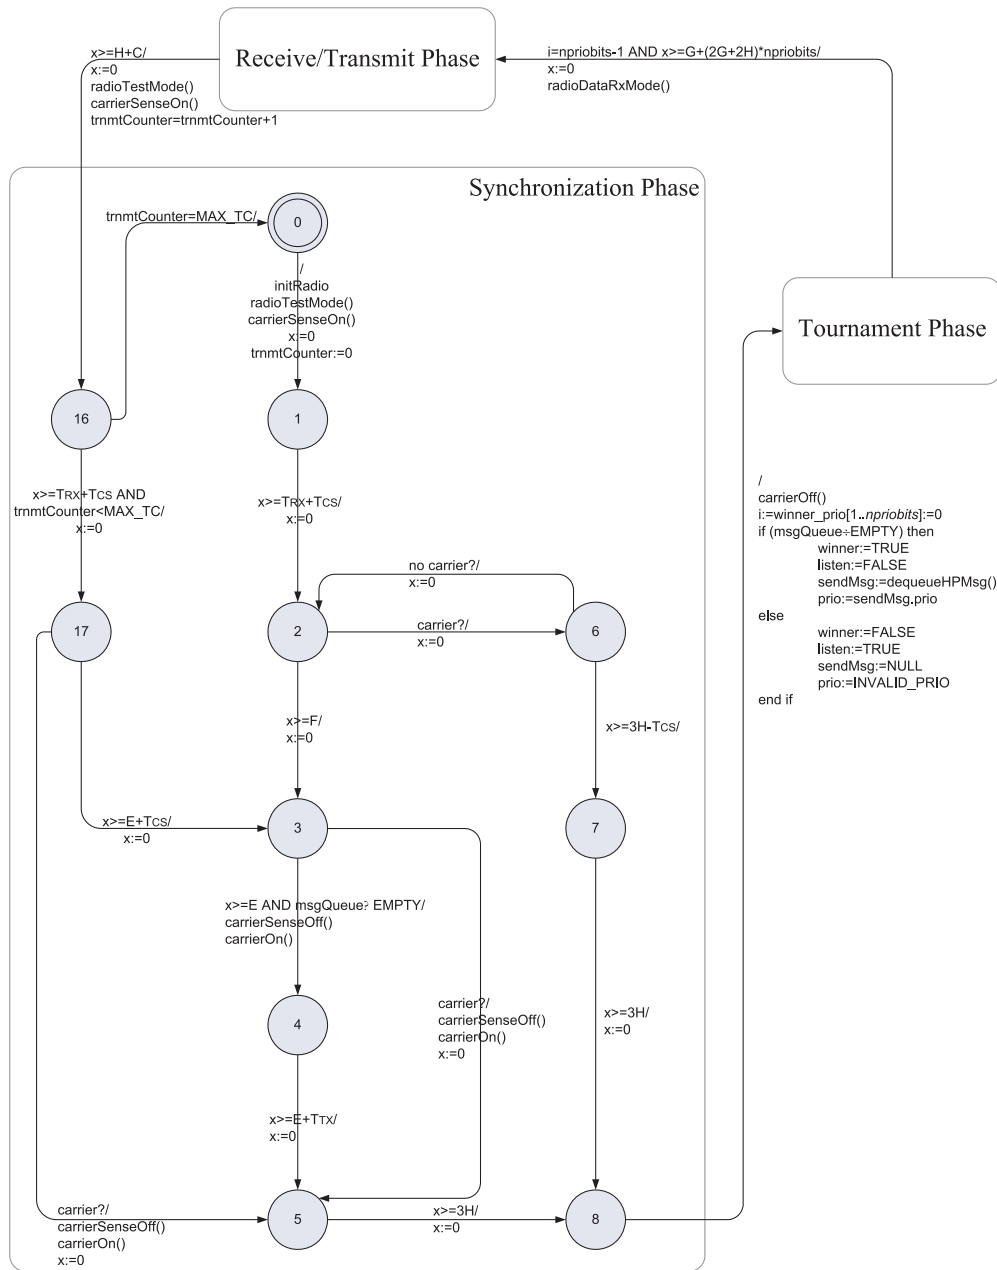 x>=H+C/
x:=0
radioTestMode()
carrierSenseOn()
trnmtCounter=trnmtCounter+1
Receive/Transmit Phase
i=npriobits-1 AND x>=G+(2G+2H)*npriobits/
x:=0
radioDataRxMode()
Synchronization Phase
trnmtCounter=MAX_TC/
0
/
initRadio
radioTestMode()
carrierSenseOn()
x:=0
trnmtCounter:=0
Tournament Phase
16
1
x>=TRX+TCS AND
trnmtCounter<MAX_TC/
x:=0
x>=TRX+TCS/
x:=0
/
carrierOff()
i:=winner_prio[1..npriobits]:=0
if (msgQueue÷EMPTY) then
winner:=TRUE
listen:=FALSE
sendMsg:=dequeueHPMsg()
prio:=sendMsg.prio
else
winner:=FALSE
listen:=TRUE
sendMsg:=NULL
prio:=INVALID_PRIO
end if
no carrier?/
x:=0
17
2
carrier?/
x:=0
6
x>=F/
x:=0
x>=3H-TCS/
x>=E+TCS/
x:=0
3
7
x>=E AND msgQueue? EMPTY/
carrierSenseOff()
carrierOn()
4
carrier?/
carrierSenseOff()
carrierOn()
x:=0
x>=3H/
x:=0
x>=E+TTX/
x:=0
carrier?/
carrierSenseOff()
carrierOn()
x:=0
5
x>=3H/
x:=0
8